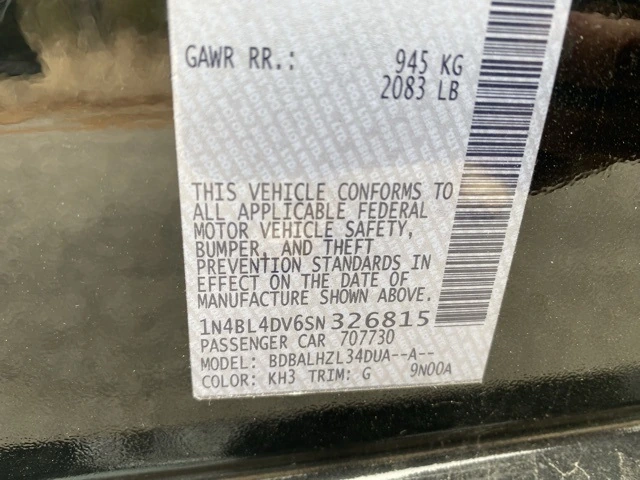 GAWR RR.: 945 KG
2083 LB
THIS VEHICLE CONFORMS TO
ALL APPLICABLE FEDERAL
MOTOR VEHICLE SAFETY,
BUMPER, AND THEFT
PREVENTION STANDARDS IN
EFFECT ON THE DATE OF
MANUFACTURE SHOWN ABOVE.
1N4BL4DV6SN326815
PASSENGER CAR 707730
MODEL: BDBALHZL34DUA--A--
COLOR: KH3 TRIM: G 9N00A